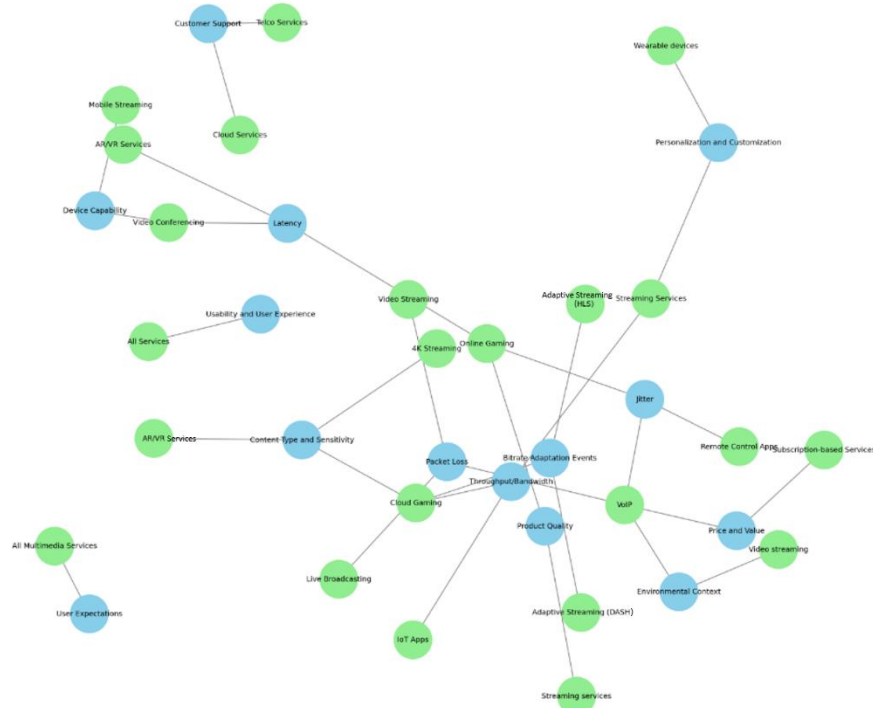 Customer Support
Telco Services
Wearable devices
Mobile Streaming
Cloud Services
AR/VR Services
Personalization and Customization
Device Capability
Video Conferencing
Latency
Adaptive Streaming
(HLS)
Video Streaming
Streaming Services
Usability and User Experience
All Services
4K Streaming
Online Gaming
Jitter
AR/VR Services
Content Type and Sensitivity
Remote Control Apps
Subscription-based Services
Packet Loss
Bitrate Adaptation Events
Throughput/Bandwidth
Cloud Gaming
VoIP
Product Quality
Price and Value
All Multimedia Services
Video streaming
Live Broadcasting
Environmental Context
User Expectations
Adaptive Streaming (DASH)
IoT Apps
Streaming services